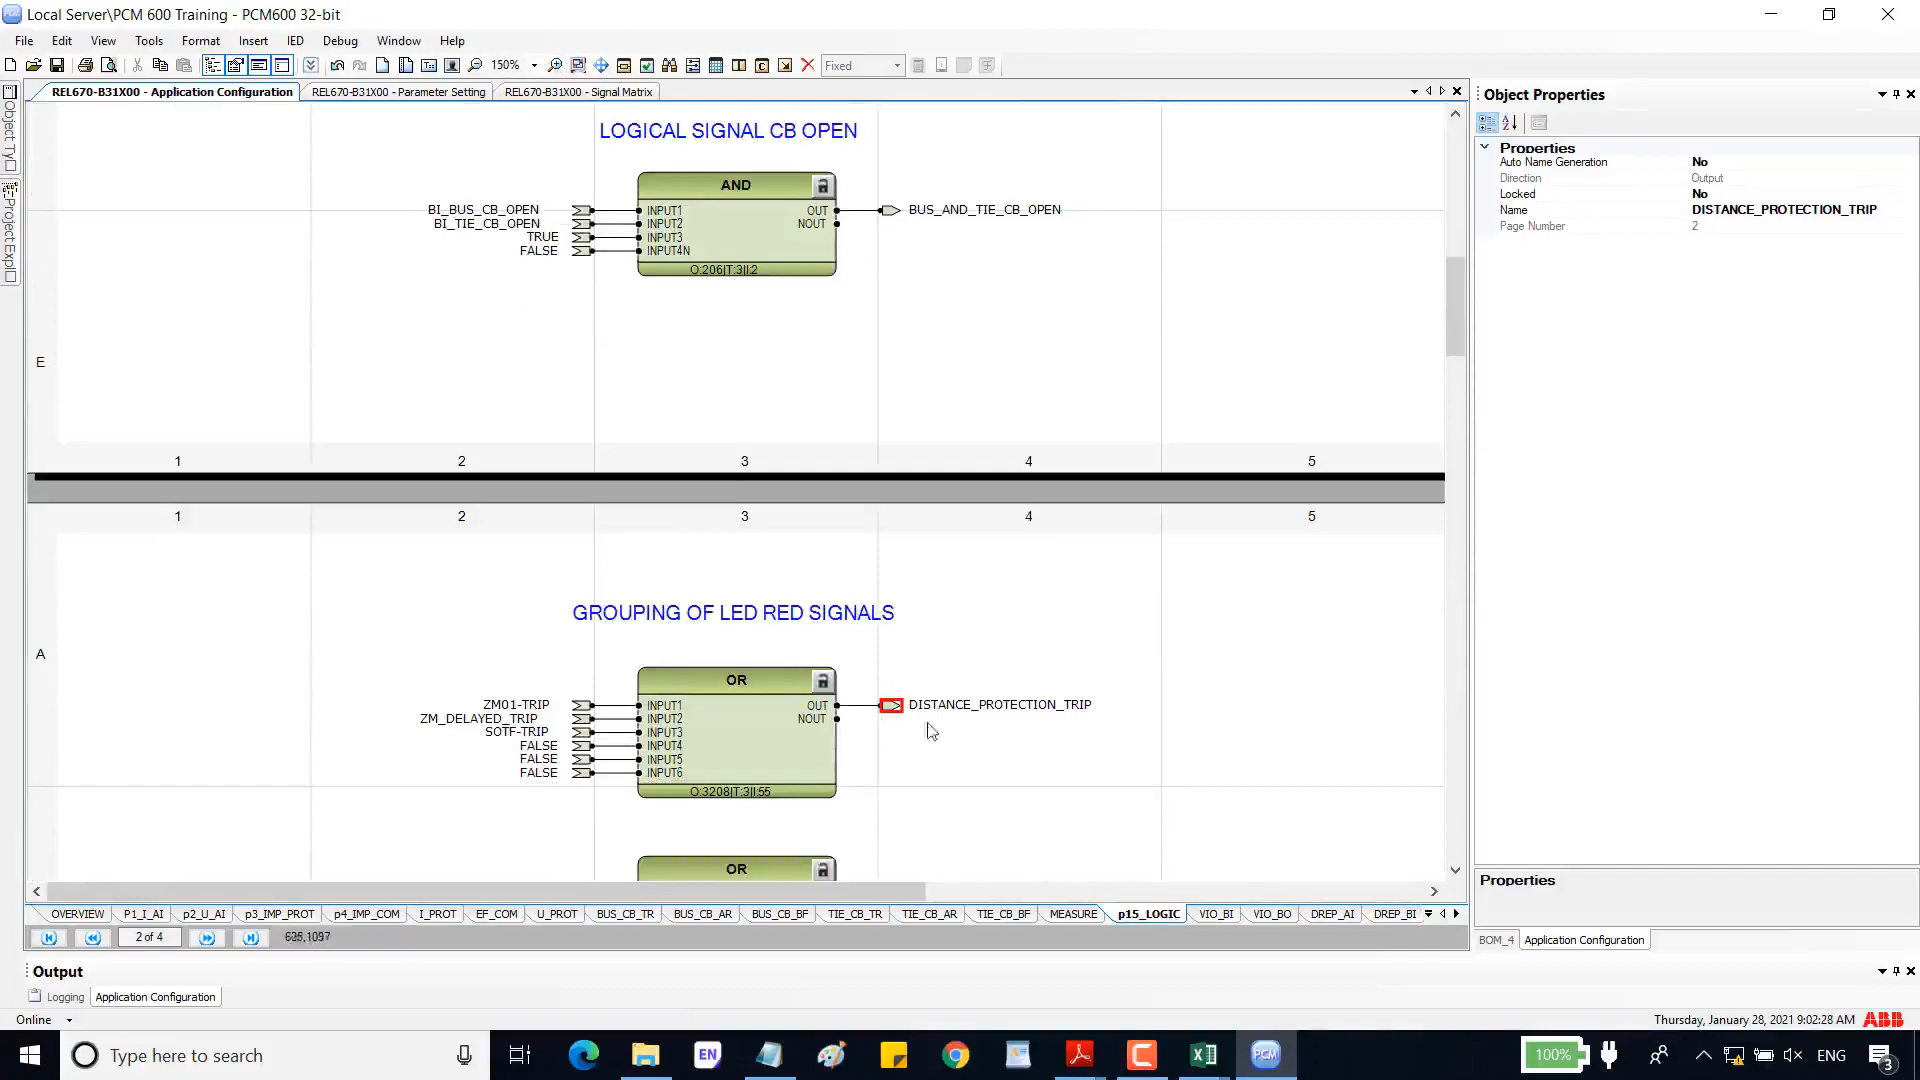 Local Server\PCM 600 Training - PCM600 32-bit
File Edit View Tools Format Insert IED Debug Window Help
150% Fixed
REL670-B31X00 - Application Configuration REL670-B31X00 - Parameter Setting REL670-B31X00 - Signal Matrix
Project Expl
LOGICAL SIGNAL CB OPEN
AND
BI_BUS_CB_OPEN INPUT1 OUT BUS_AND_TIE_CB_OPEN
BI_TIE_CB_OPEN INPUT2 NOUT
TRUE INPUT3
FALSE INPUT4N
O:206|T:3|I:2
E
1 2 3 4 5
1 2 3 4 5
GROUPING OF LED RED SIGNALS
A
OR
ZM01-TRIP INPUT1 OUT DISTANCE_PROTECTION_TRIP
ZM_DELAYED_TRIP INPUT2 NOUT
SOTF-TRIP INPUT3
FALSE INPUT4
FALSE INPUT5
FALSE INPUT6
O:3208|T:3|I:55
OR
OVERVIEW P1_I_AI p2_U_AI p3_IMP_PROT p4_IMP_COM I_PROT EF_COM U_PROT BUS_CB_TR BUS_CB_AR BUS_CB_BF TIE_CB_TR TIE_CB_AR TIE_CB_BF MEASURE p15_LOGIC VIO_BI VIO_BO DREP_AI DREP_BI
2 of 4
Object Properties
Properties
Auto Name Generation No
Direction Output
Locked No
Name DISTANCE_PROTECTION_TRIP
Page Number 2
Properties
BOM_4 Application Configuration
Output
Logging Application Configuration
Online
Thursday, January 28, 2021 9:02:28 AM ABB
Type here to search
EN
PCM
100%
ENG
3